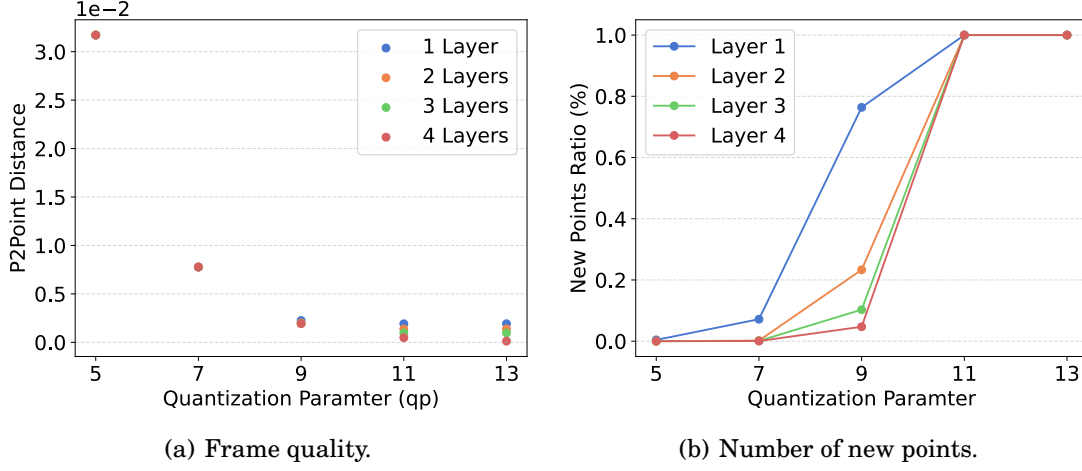 1e−2
3.0
2.5
2.0
1.5
1.0
0.5
0.0
P2Point Distance
1 Layer
2 Layers
3 Layers
4 Layers
5 7 9 11 13
Quantization Paramter (qp)
(a) Frame quality.
1.0
0.8
0.6
0.4
0.2
0.0
New Points Ratio (%)
Layer 1
Layer 2
Layer 3
Layer 4
5 7 9 11 13
Quantization Paramter
(b) Number of new points.